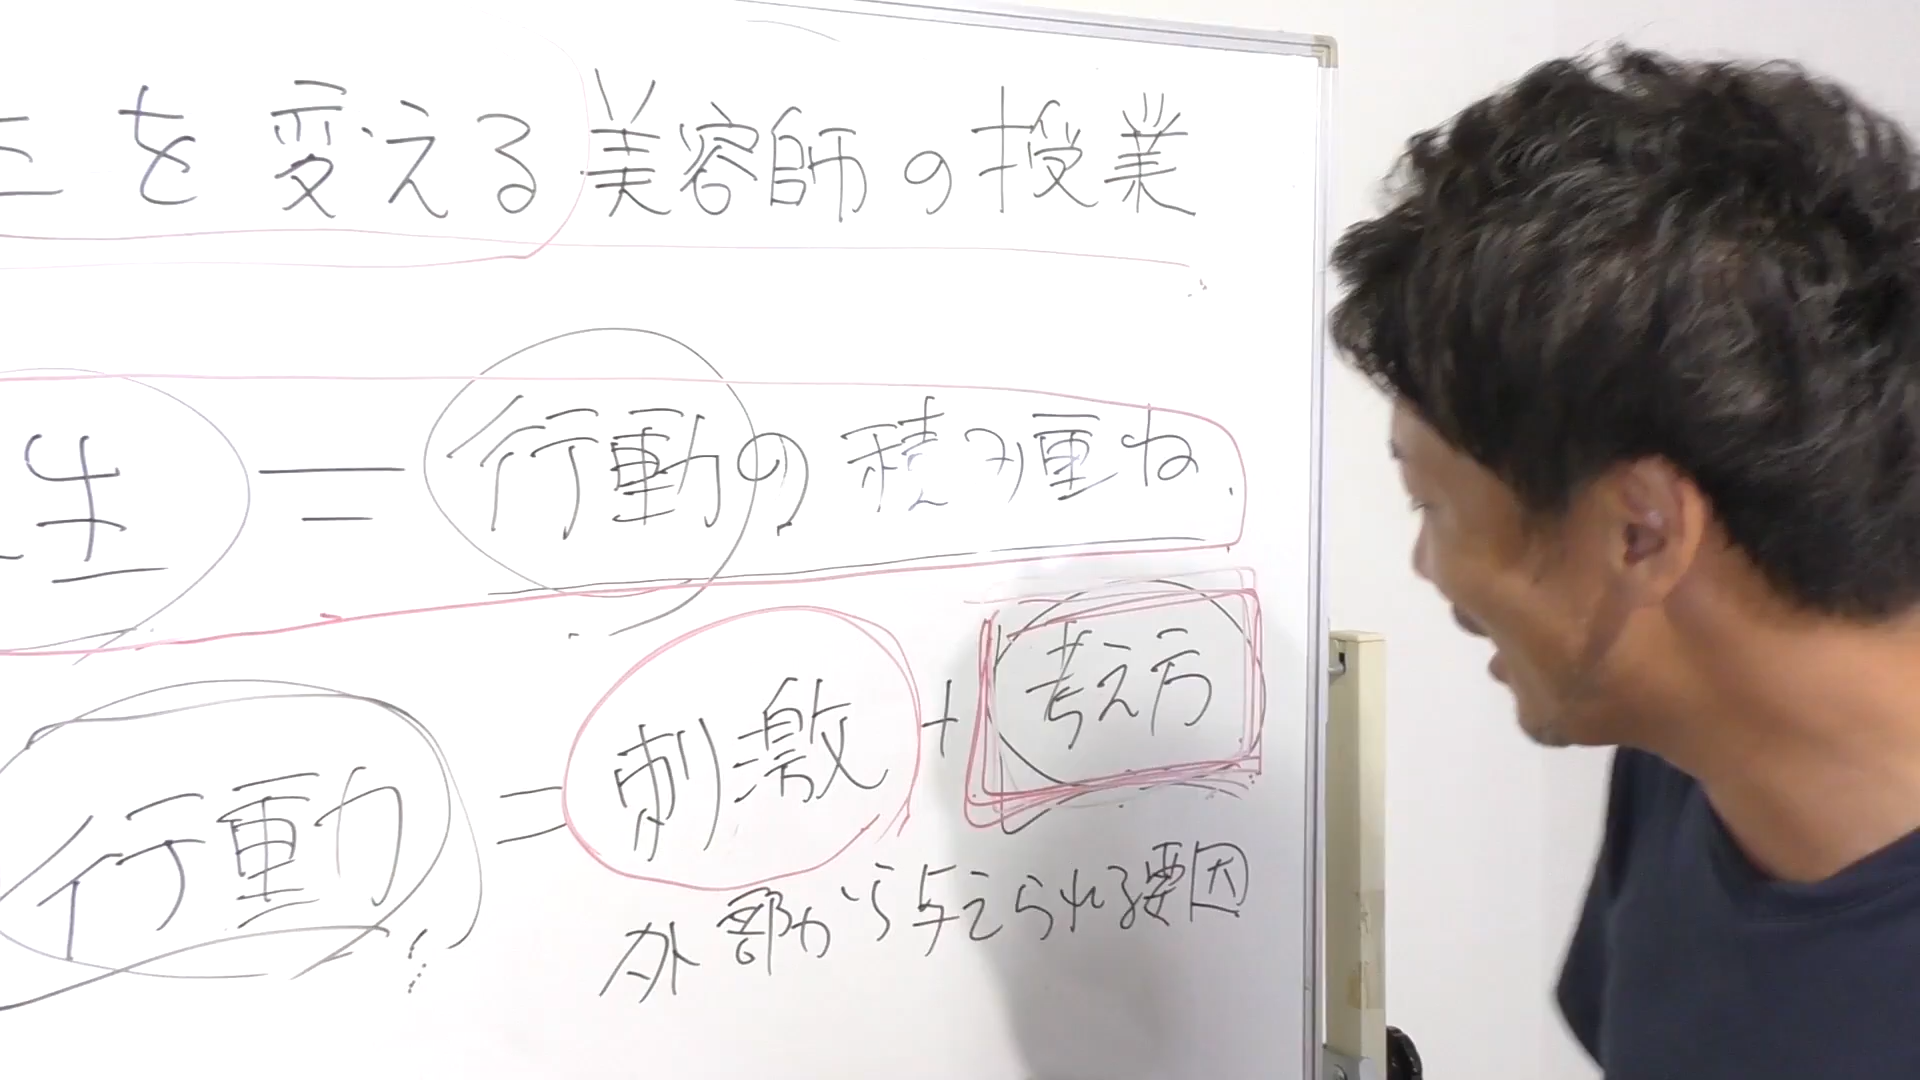 生を変える美容師の授業
生=行動の積み重ね
行動=刺激+考え方
外部から与えられる要因